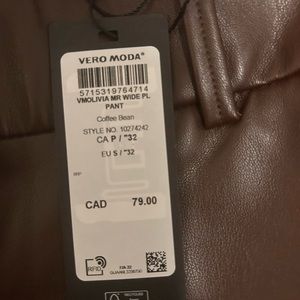 VERO MODA
5715319764714
VMOLIVIA MR WIDE PL
PANT
Coffee Bean
STYLE NO. 10274242
CA P / "32
EU S / "32
CAD 79.00
RFID